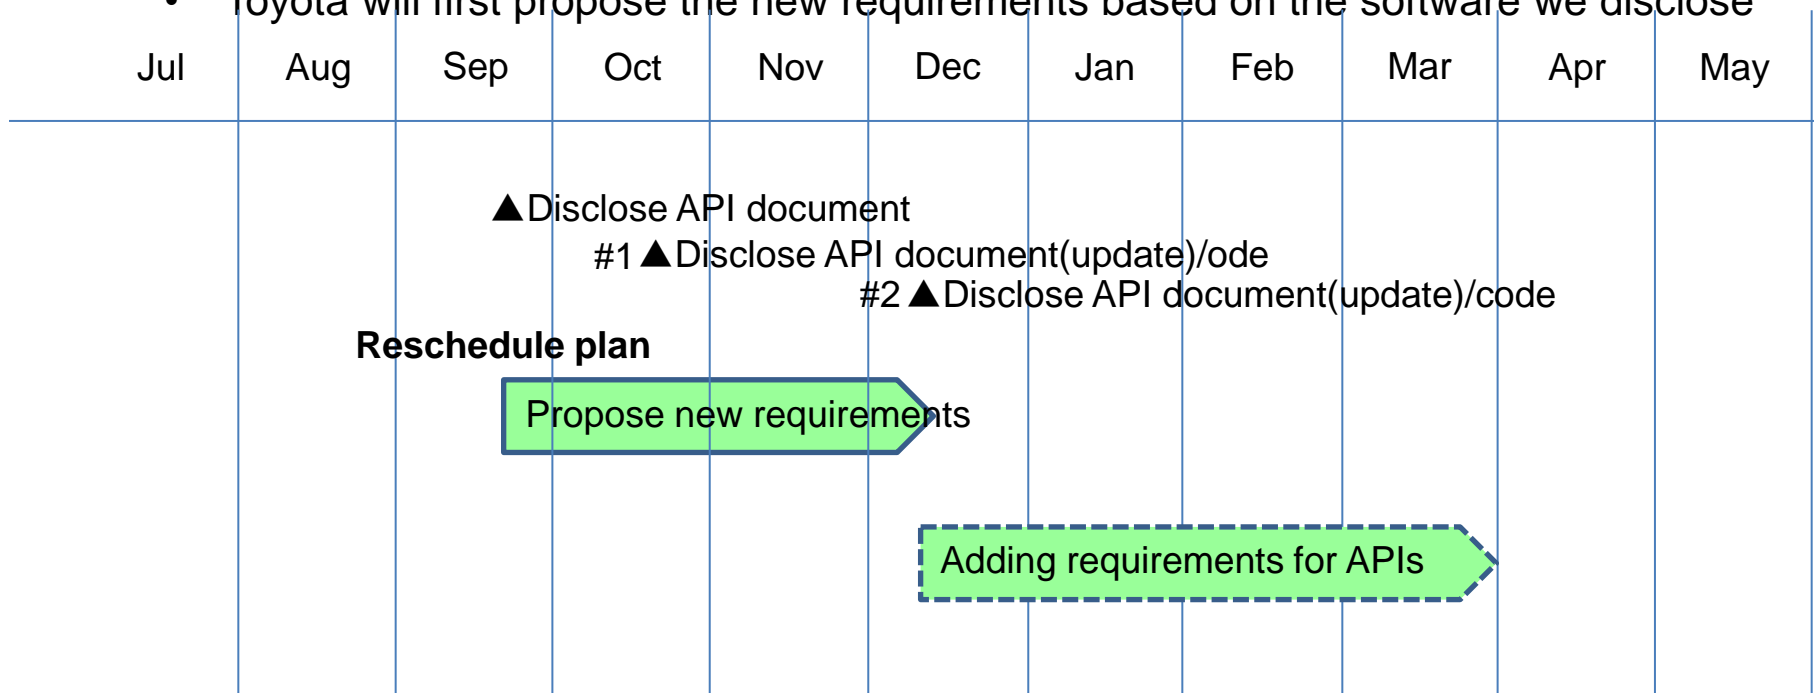 • Toyota will first propose the new requirements based on the software we disclose
Jul Aug Sep Oct Nov Dec Jan Feb Mar Apr May
▲Disclose API document
#1 ▲Disclose API document(update)/ode
#2 ▲Disclose API document(update)/code
Reschedule plan
Propose new requirements
Adding requirements for APIs